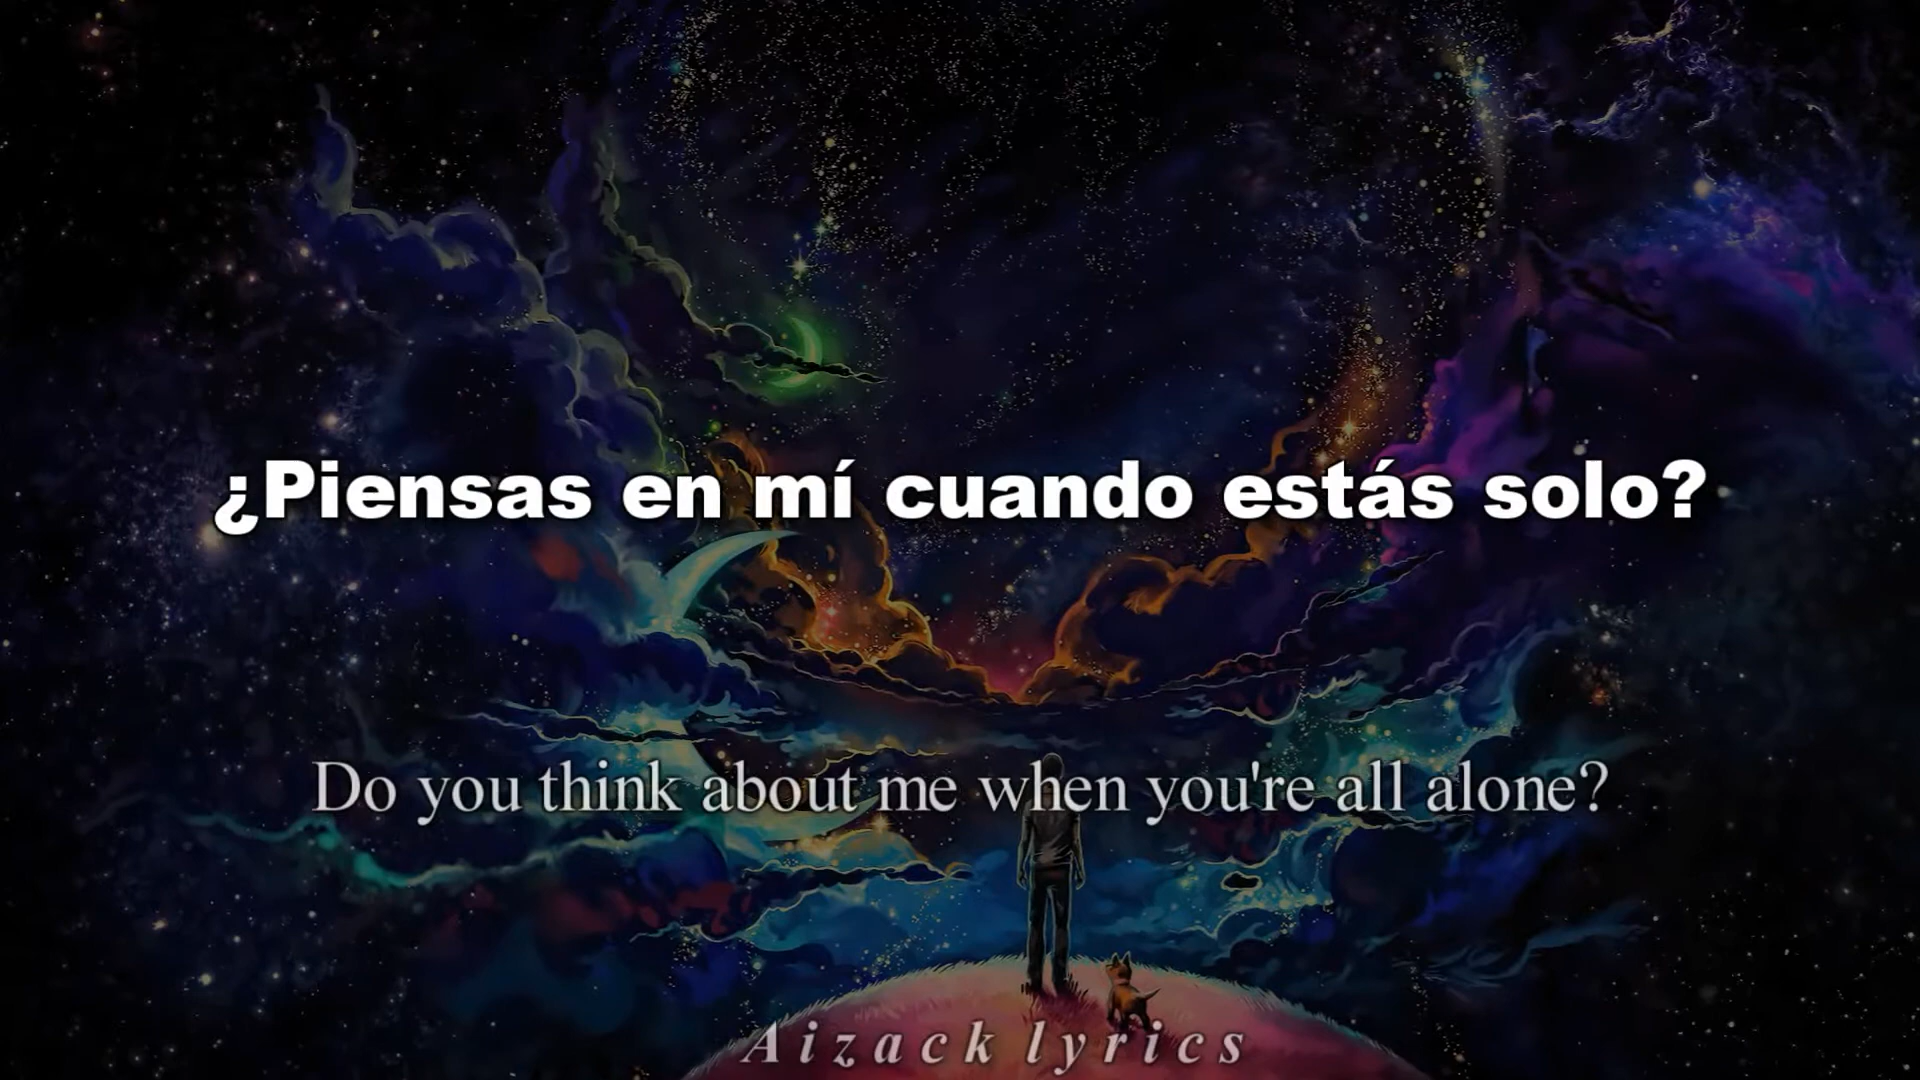 ¿Piensas en mí cuando estás solo?
Do you think about me when you're all alone?
Aizack lyrics